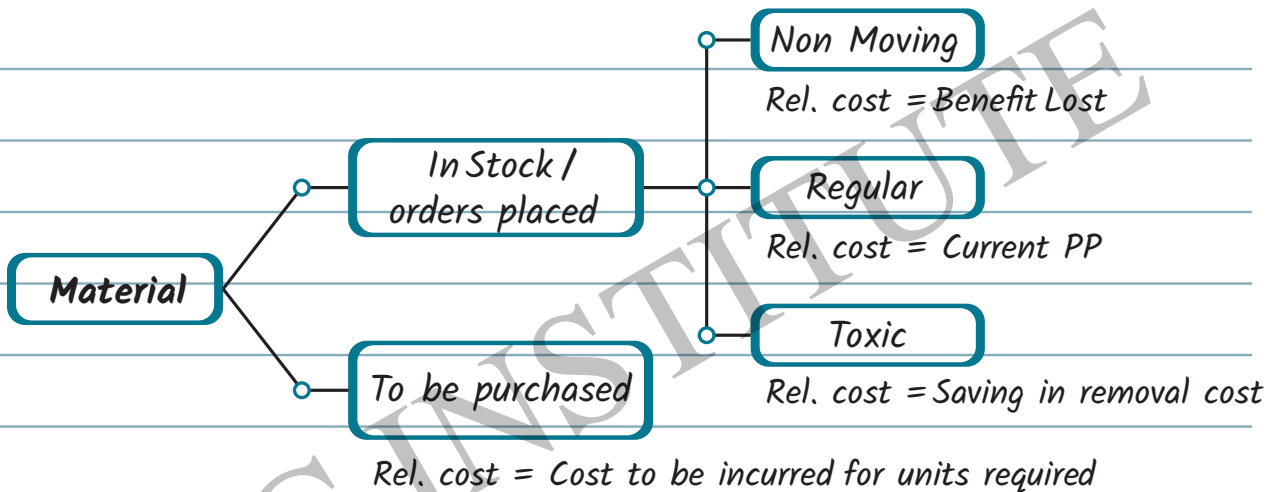 Non Moving
Rel. cost = Benefit Lost
In Stock /
orders placed
Regular
Rel. cost = Current PP
Material
Toxic
Rel. cost = Saving in removal cost
To be purchased
Rel. cost = Cost to be incurred for units required
INSTITUTE